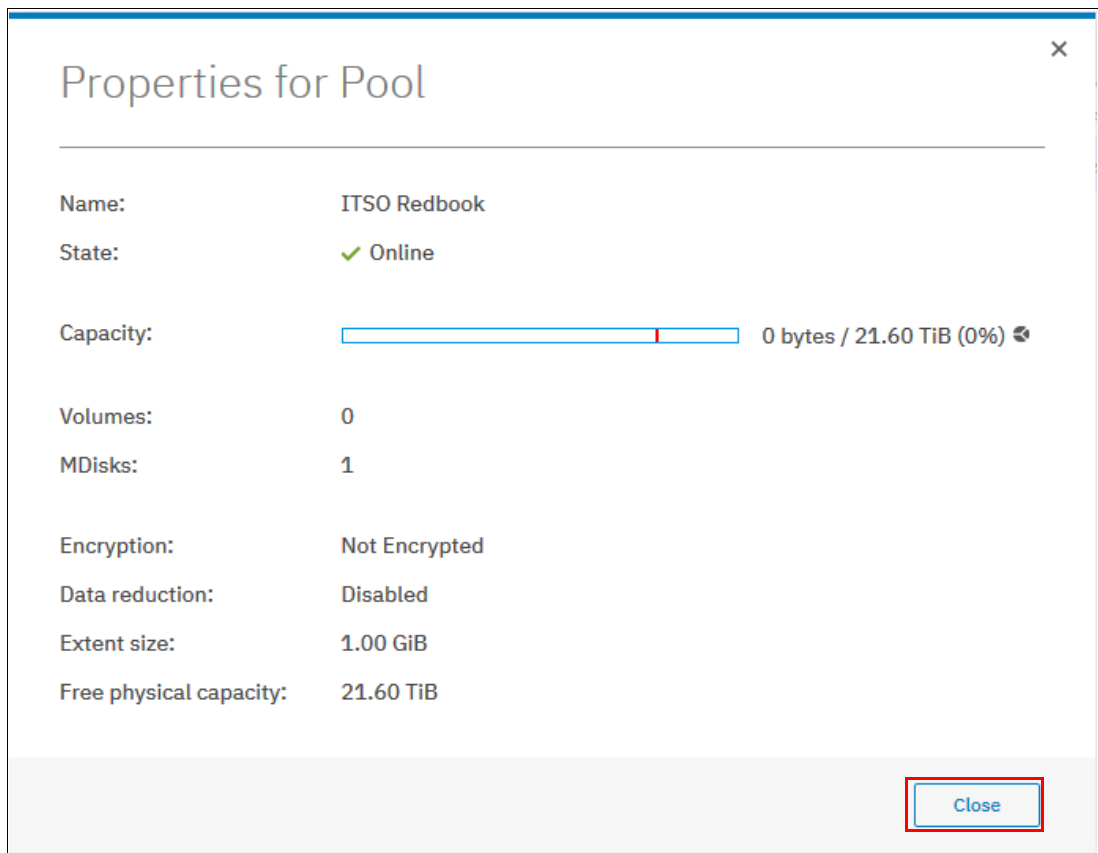 Properties for Pool
Name: ITSO Redbook
State: Online
Capacity: 0 bytes / 21.60 TiB (0%)
Volumes: 0
MDisks: 1
Encryption: Not Encrypted
Data reduction: Disabled
Extent size: 1.00 GiB
Free physical capacity: 21.60 TiB
Close